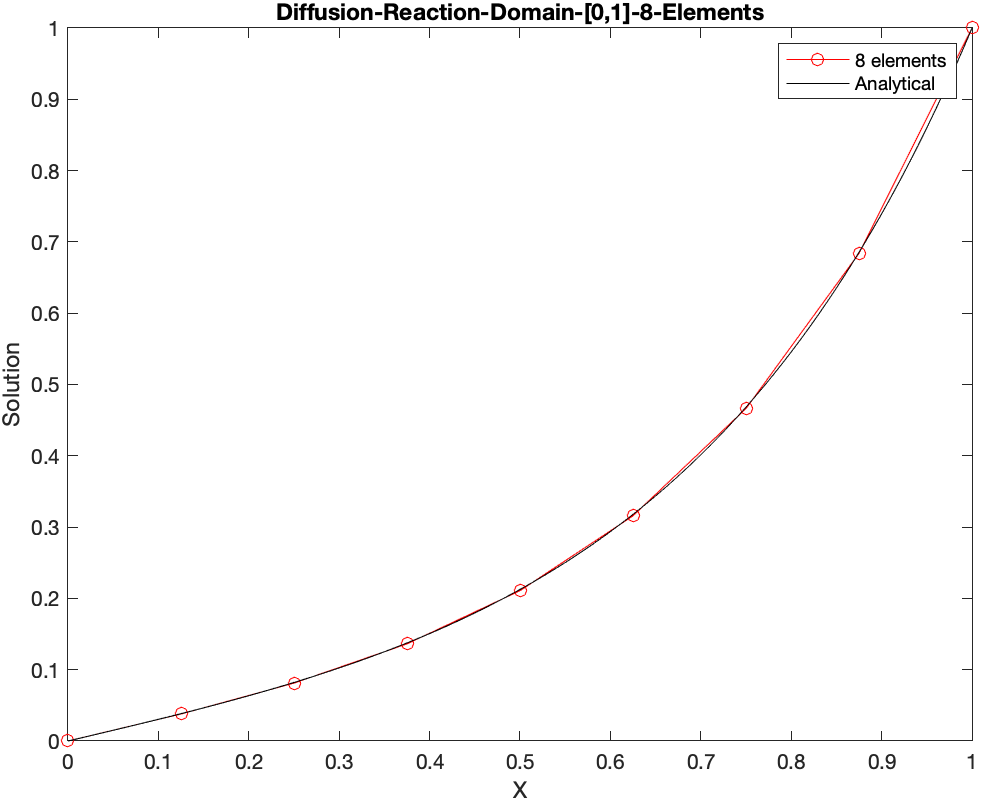 Diffusion-Reaction-Domain-[0,1]-8-Elements
1
0.9
0.8
0.7
0.6
0.5
0.4
0.3
0.2
0.1
0
Solution
8 elements
Analytical
0 0.1 0.2 0.3 0.4 0.5 0.6 0.7 0.8 0.9 1
X